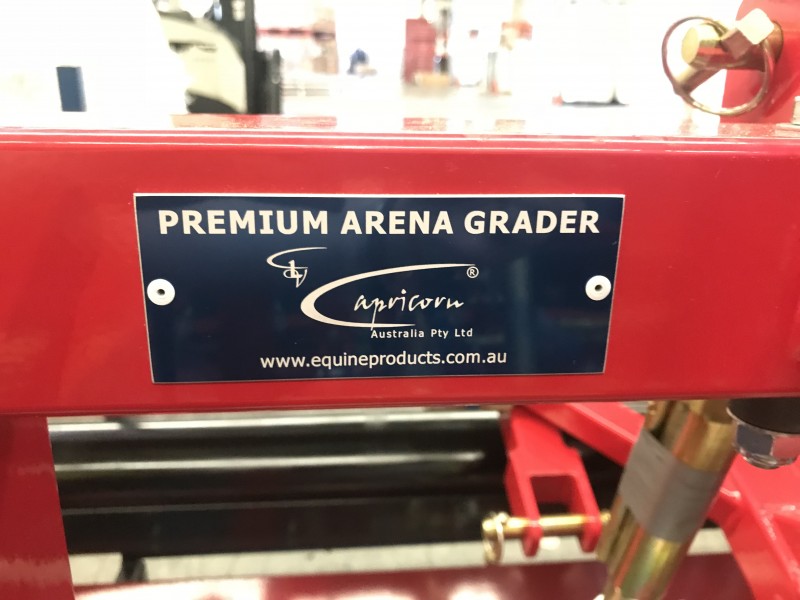 PREMIUM ARENA GRADER
Capricorn ®
Australia Pty Ltd
www.equineproducts.com.au